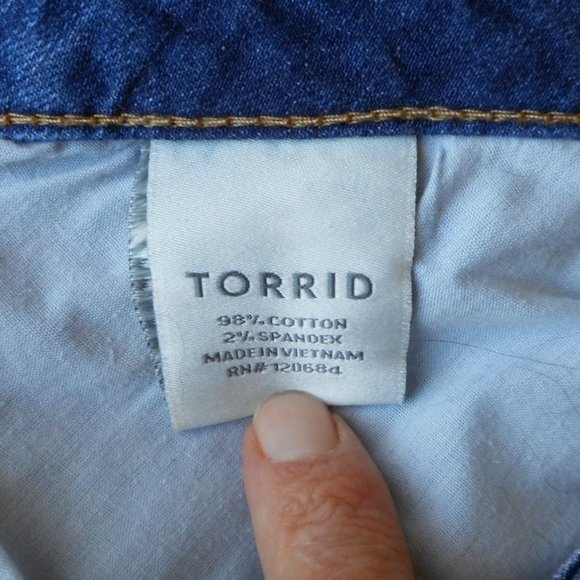 TORRID
98% COTTON
2% SPANDEX
MADE IN VIETNAM
RN# 120684